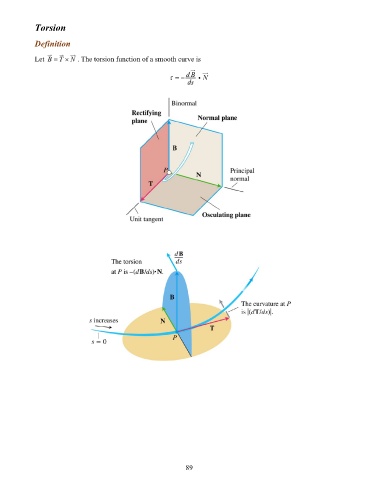 Torsion
Definition
Let B⃗ = T⃗ × N⃗ . The torsion function of a smooth curve is
τ = − dB⃗/ds • N⃗
Binormal
Rectifying plane
Normal plane
B
P
N
Principal normal
T
Unit tangent
Osculating plane
dB/ds
The torsion
at P is −(dB/ds)·N.
B
The curvature at P
is |(dT/ds)|.
s increases
N
T
P
s = 0
89